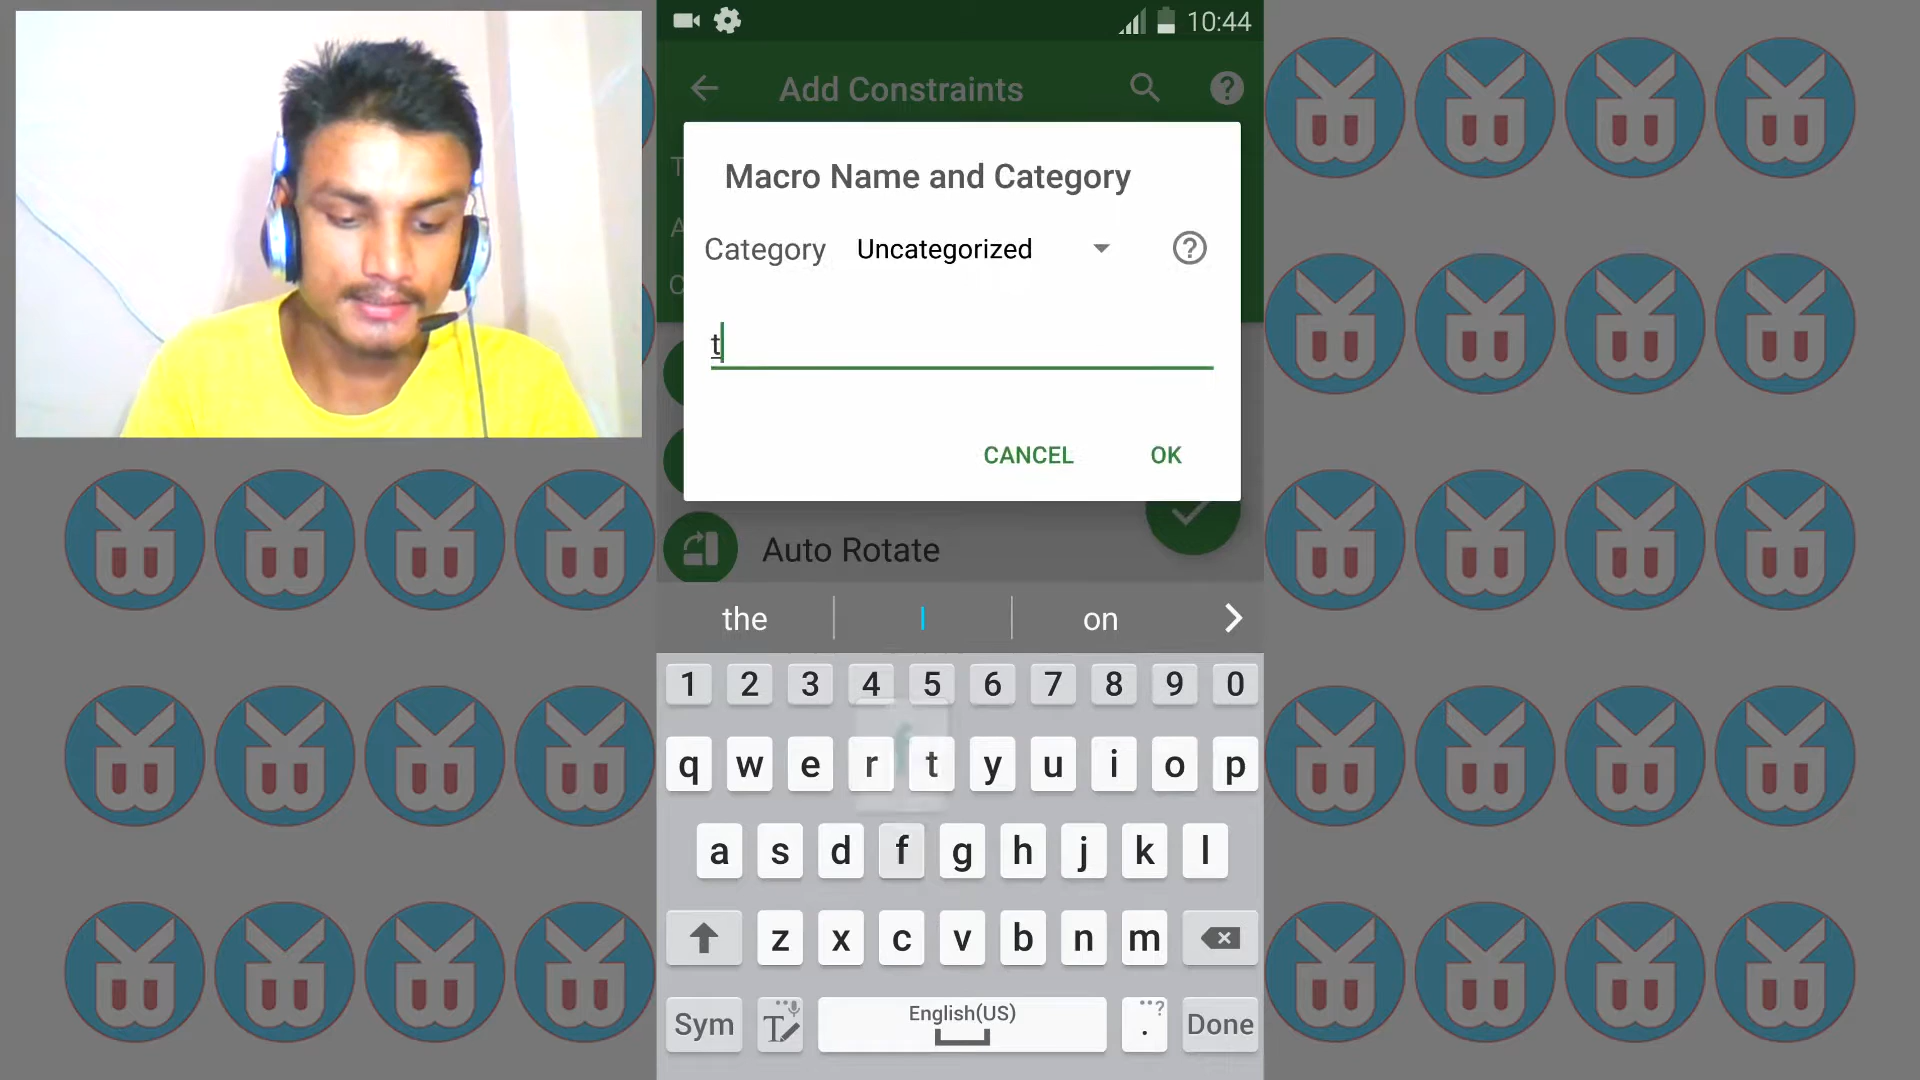 10:44
Add Constraints
Macro Name and Category
Category Uncategorized
t
CANCEL OK
Auto Rotate
the I on
1 2 3 4 5 6 7 8 9 0
q w e r t y u i o p
a s d f g h j k l
z x c v b n m
Sym T English(US) . ? Done